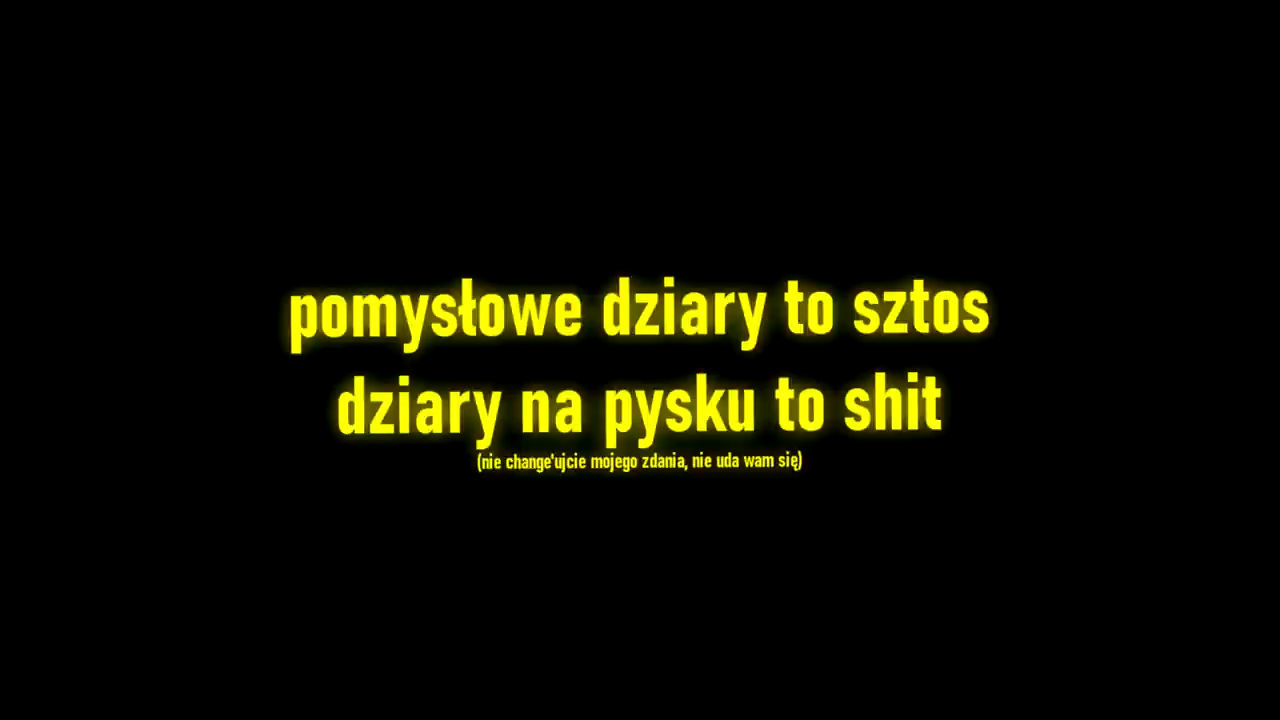 pomysłowe dziary to sztos
dziary na pysku to shit
(nie change'ujcie mojego zdania, nie uda wam się)